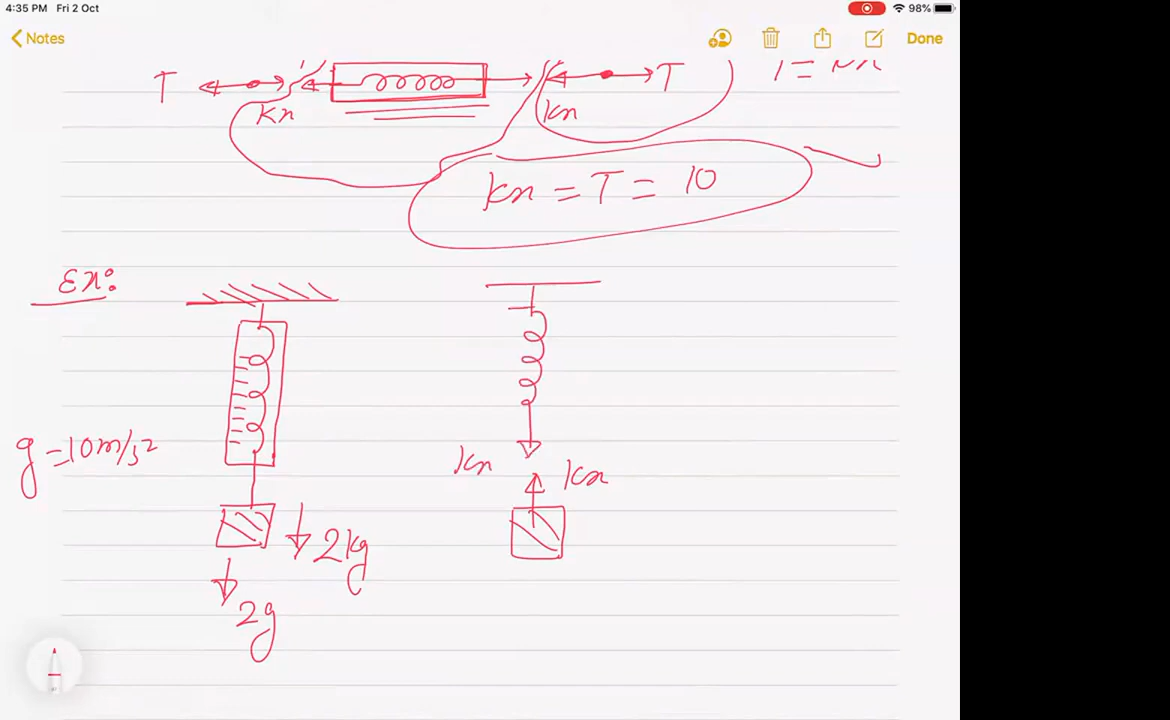 4:35 PM Fri 2 Oct 98%
Notes Done
T kx kx T
kx = T = 10
Ex:
g = 10 m/s²
kx kx
2kg
2g